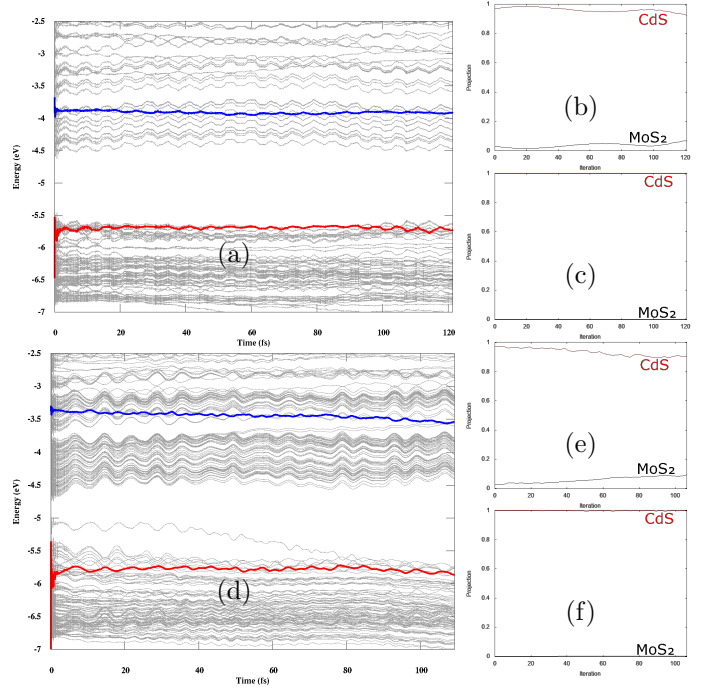 -2.5
-3
-3.5
-4
-4.5
-5
-5.5
-6
-6.5
-7
Energy (eV)
0 20 40 60 80 100 120
Time (fs)
(a)
1
0.8
0.6
0.4
0.2
0
Projection
CdS
(b)
MoS2
0 20 40 60 80 100 120
Iteration
1
0.8
0.6
0.4
0.2
0
Projection
CdS
(c)
MoS2
0 20 40 60 80 100 120
Iteration
-2.5
-3
-3.5
-4
-4.5
-5
-5.5
-6
-6.5
-7
Energy (eV)
0 20 40 60 80 100
Time (fs)
(d)
1
0.8
0.6
0.4
0.2
0
Projection
CdS
(e)
MoS2
0 20 40 60 80 100
Iteration
1
0.8
0.6
0.4
0.2
0
Projection
CdS
(f)
MoS2
0 20 40 60 80 100
Iteration